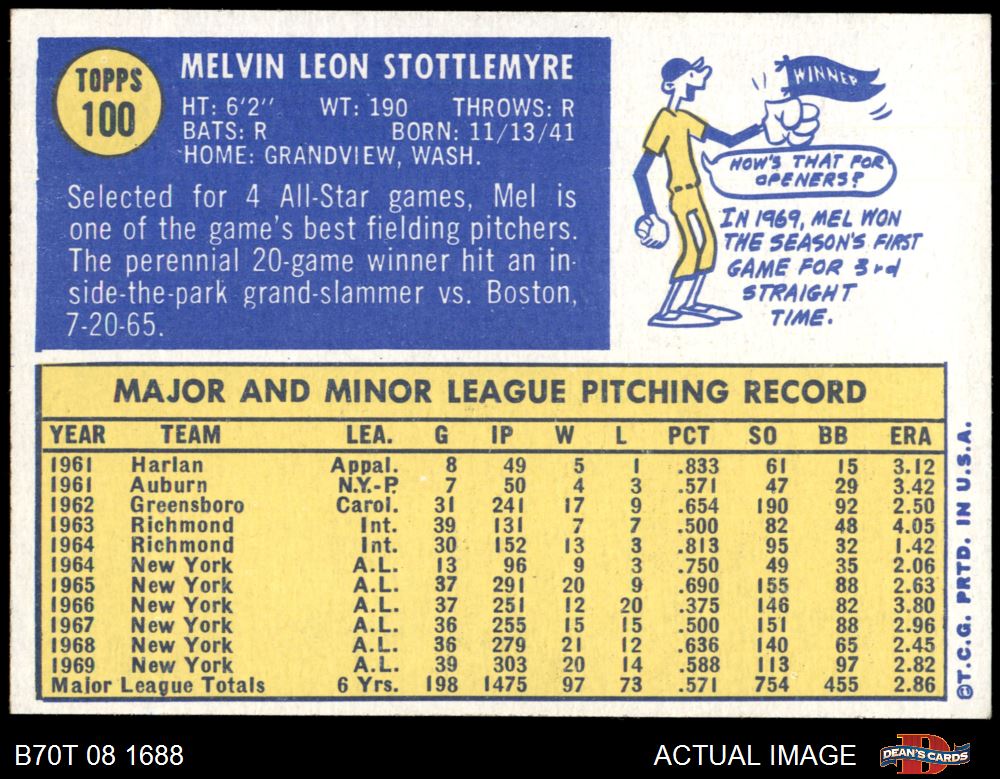 TOPPS
100
MELVIN LEON STOTTLEMYRE
HT: 6'2" WT: 190 THROWS: R
BATS: R BORN: 11/13/41
HOME: GRANDVIEW, WASH.
Selected for 4 All-Star games, Mel is
one of the game's best fielding pitchers.
The perennial 20-game winner hit an in-
side-the-park grand-slammer vs. Boston,
7-20-65.
WINNER
HOW'S THAT FOR
OPENERS?
IN 1969, MEL WON
THE SEASON'S FIRST
GAME FOR 3rd
STRAIGHT
TIME.
MAJOR AND MINOR LEAGUE PITCHING RECORD
YEAR TEAM LEA. G IP W L PCT SO BB ERA
1961 Harlan Appal. 8 49 5 1 .833 61 15 3.12
1961 Auburn N.Y.-P. 7 50 4 3 .571 47 29 3.42
1962 Greensboro Carol. 31 241 17 9 .654 190 92 2.50
1963 Richmond Int. 39 131 7 7 .500 82 48 4.05
1964 Richmond Int. 30 152 13 3 .813 95 32 1.42
1964 New York A.L. 13 96 9 3 .750 49 35 2.06
1965 New York A.L. 37 291 20 9 .690 155 88 2.63
1966 New York A.L. 37 251 12 20 .375 146 82 3.80
1967 New York A.L. 36 255 15 15 .500 151 88 2.96
1968 New York A.L. 36 279 21 12 .636 140 65 2.45
1969 New York A.L. 39 303 20 14 .588 113 97 2.82
Major League Totals 6 Yrs. 198 1475 97 73 .571 754 455 2.86
©T.C.G. PRTD. IN U.S.A.
B70T 08 1688
ACTUAL IMAGE
DEAN'S CARDS